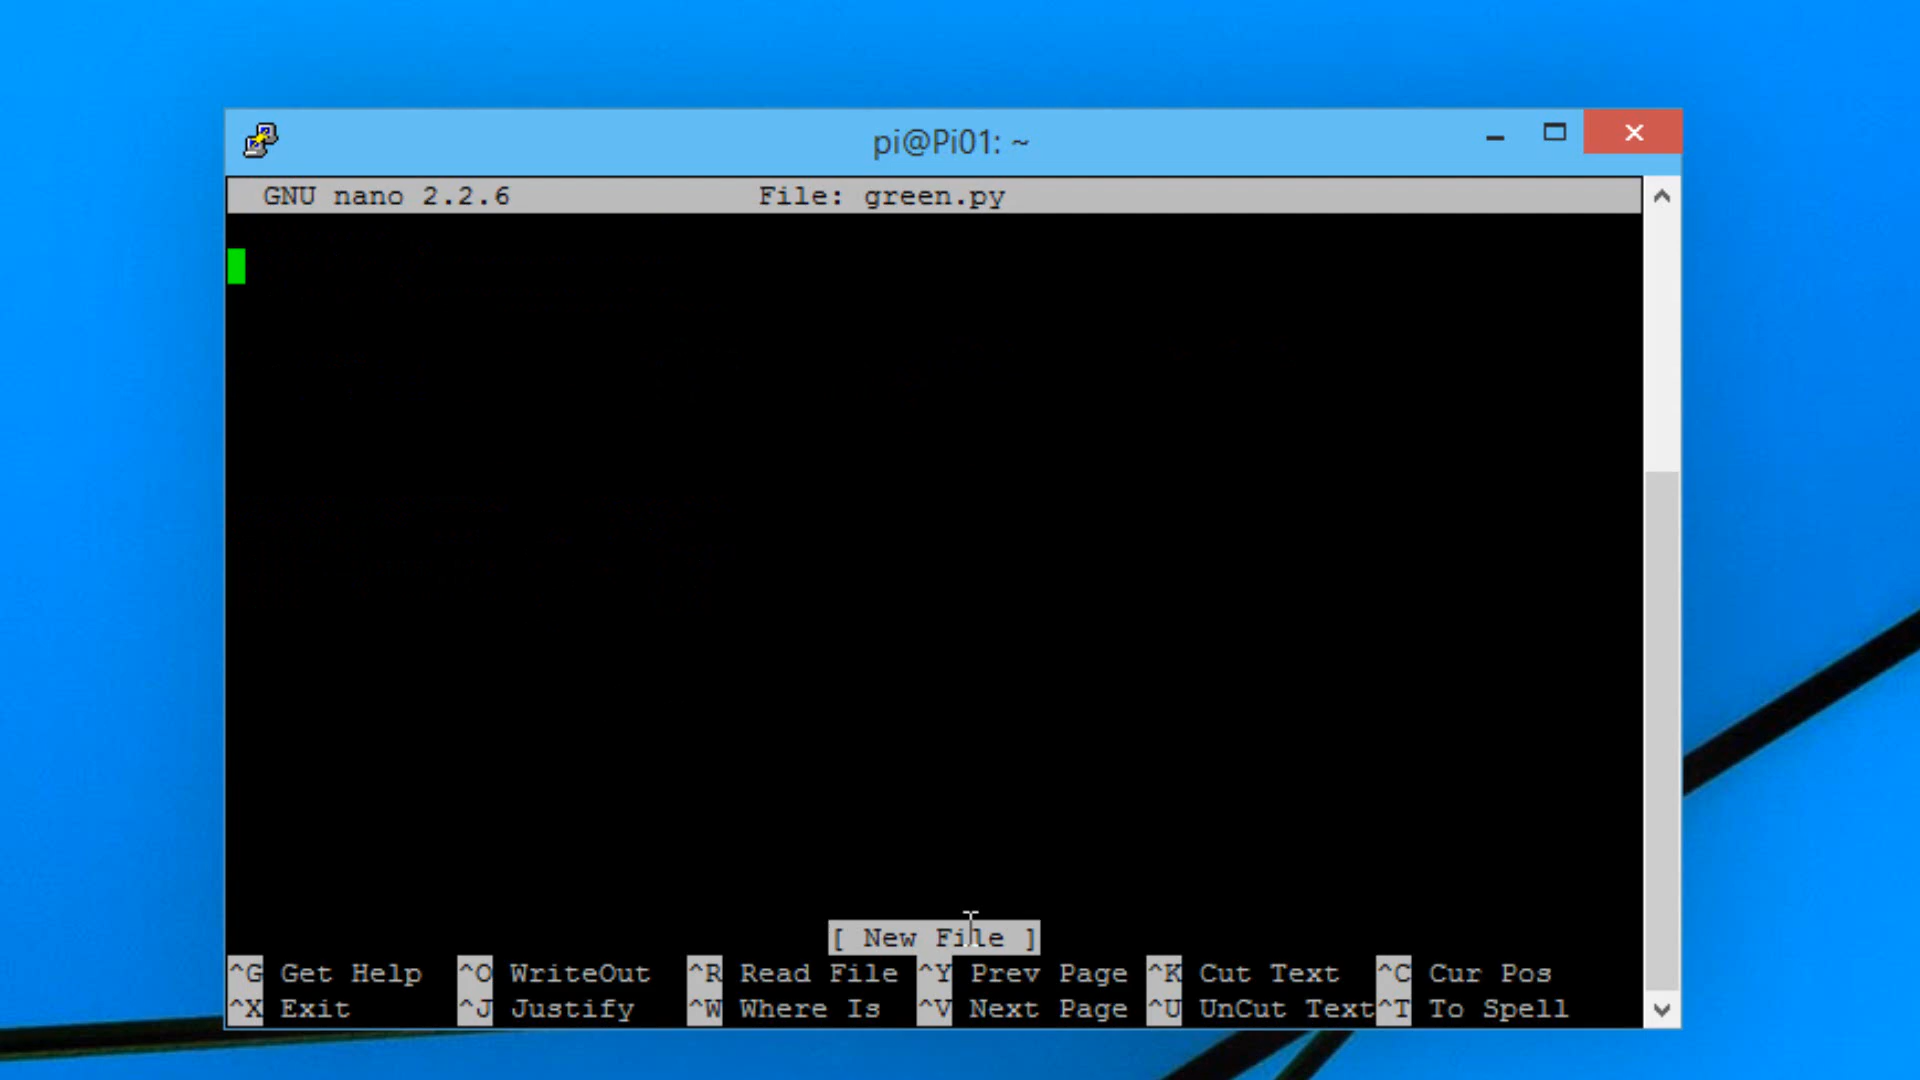 pi@Pi01: ~
GNU nano 2.2.6 File: green.py
[ New File ]
^G Get Help ^O WriteOut ^R Read File ^Y Prev Page ^K Cut Text ^C Cur Pos
^X Exit ^J Justify ^W Where Is ^V Next Page ^U UnCut Text ^T To Spell